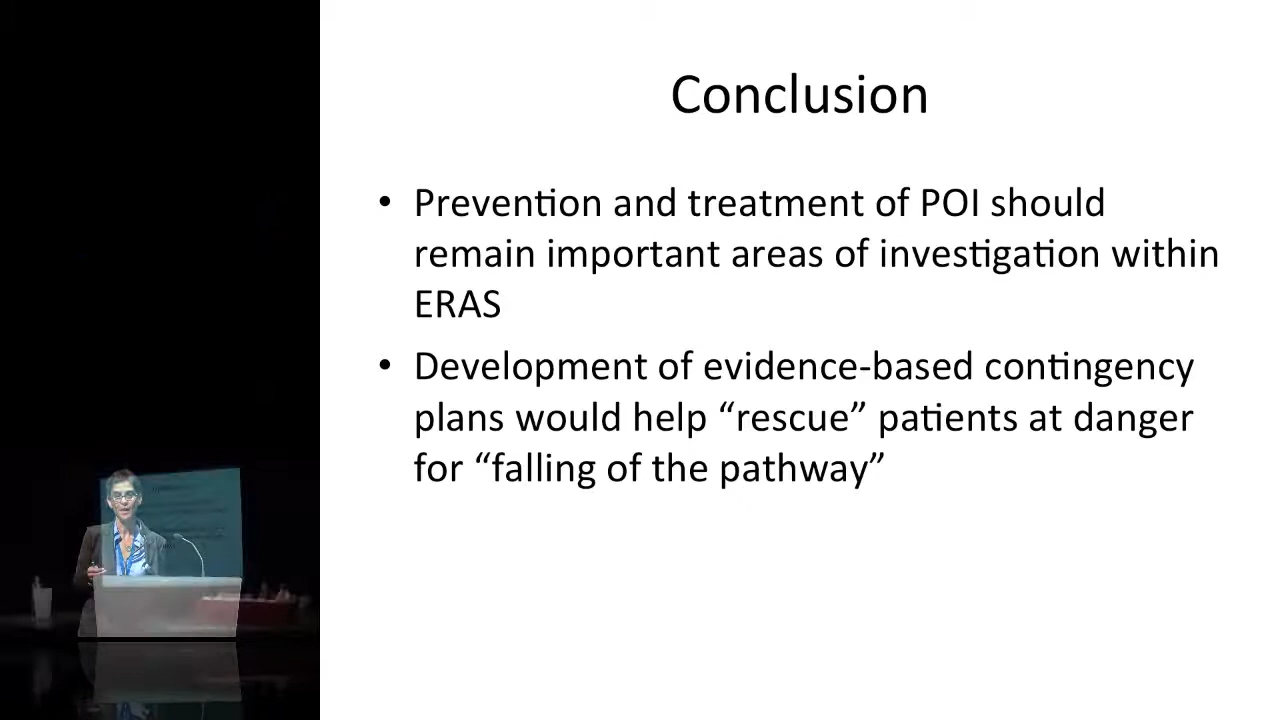 Conclusion
• Prevention and treatment of POI should
remain important areas of investigation within
ERAS
• Development of evidence-based contingency
plans would help “rescue” patients at danger
for “falling of the pathway”